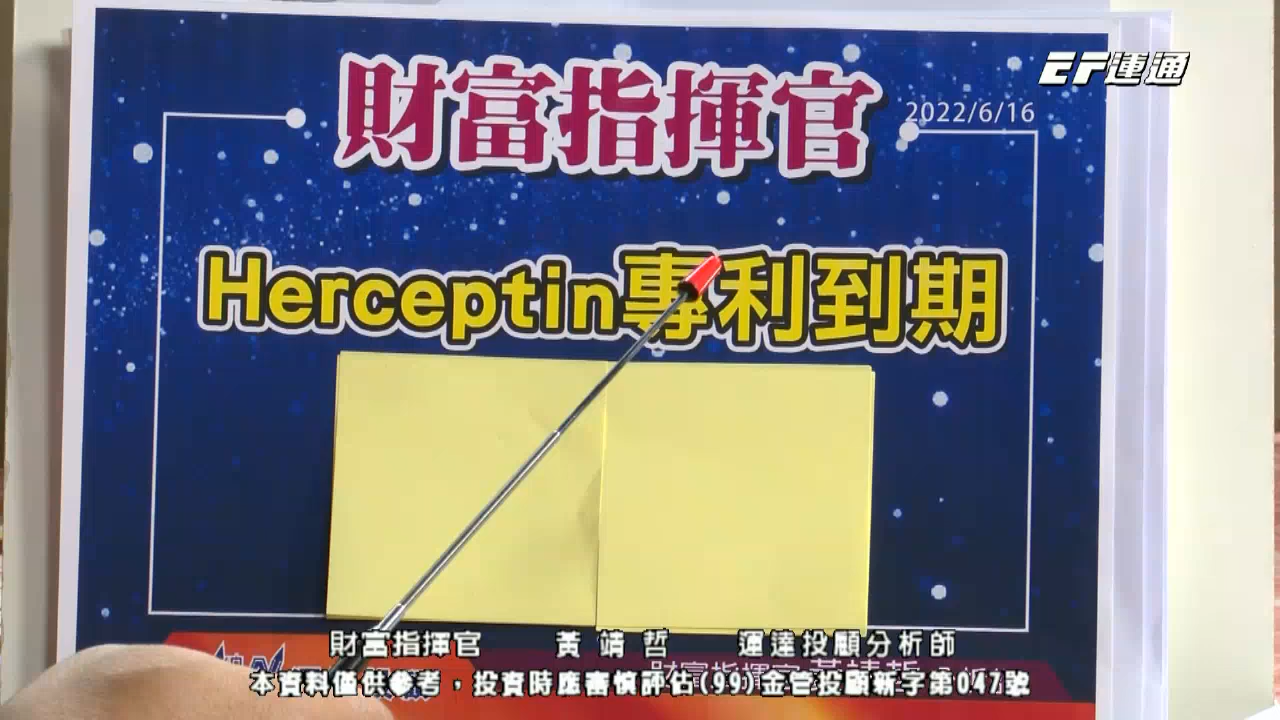 EF運通
財富指揮官
2022/6/16
Herceptin專利到期
財富指揮官 黃靖哲 運達投顧分析師
本資料僅供參考，投資時應審慎評估(99)金管投顧新字第047號